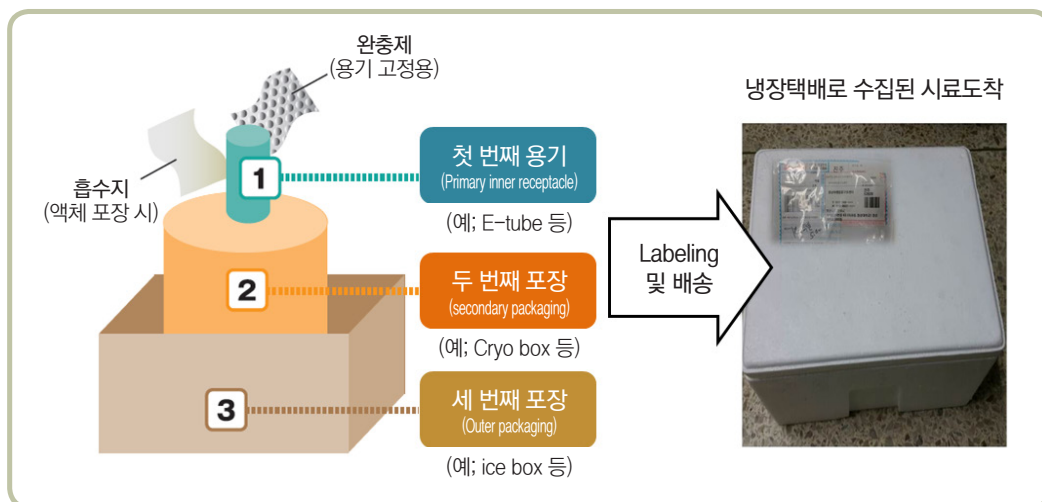 완충제
(용기 고정용)
흡수지
(액체 포장 시)
1
첫 번째 용기
(Primary inner receptacle)
(예; E-tube 등)
2
두 번째 포장
(secondary packaging)
(예; Cryo box 등)
3
세 번째 포장
(Outer packaging)
(예; ice box 등)
Labeling
및 배송
냉장택배로 수집된 시료도착